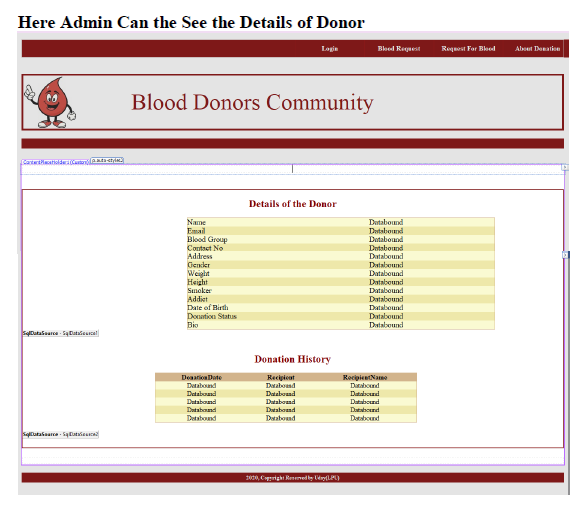 Here Admin Can the See the Details of Donor
Login Blood Request Request For Blood About Donation
Blood Donors Community
ContentPlaceHolder1 (Custom) p.auto-style23
Details of the Donor
Name Databound
Email Databound
Blood Group Databound
Contact No Databound
Address Databound
Gender Databound
Weight Databound
Height Databound
Smoker Databound
Addict Databound
Date of Birth Databound
Donation Status Databound
Bio Databound
SqlDataSource - SqlDataSource1
Donation History
DonationDate Recipient RecipientName
Databound Databound Databound
Databound Databound Databound
Databound Databound Databound
Databound Databound Databound
Databound Databound Databound
SqlDataSource - SqlDataSource2
2020, Copyright Reserved by Uday(LPU)